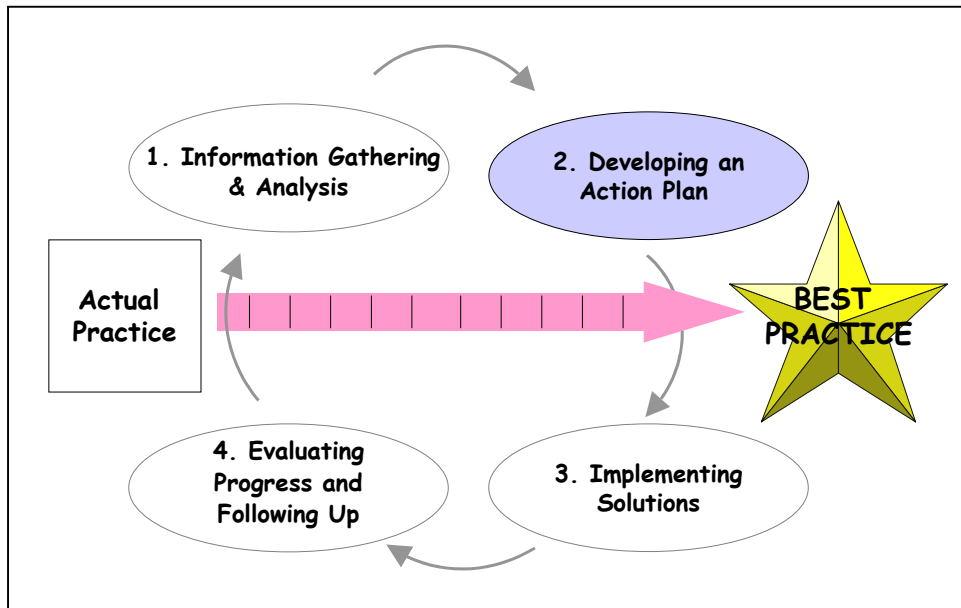 1. Information Gathering
& Analysis
2. Developing an
Action Plan
Actual
Practice
BEST
PRACTICE
4. Evaluating
Progress and
Following Up
3. Implementing
Solutions